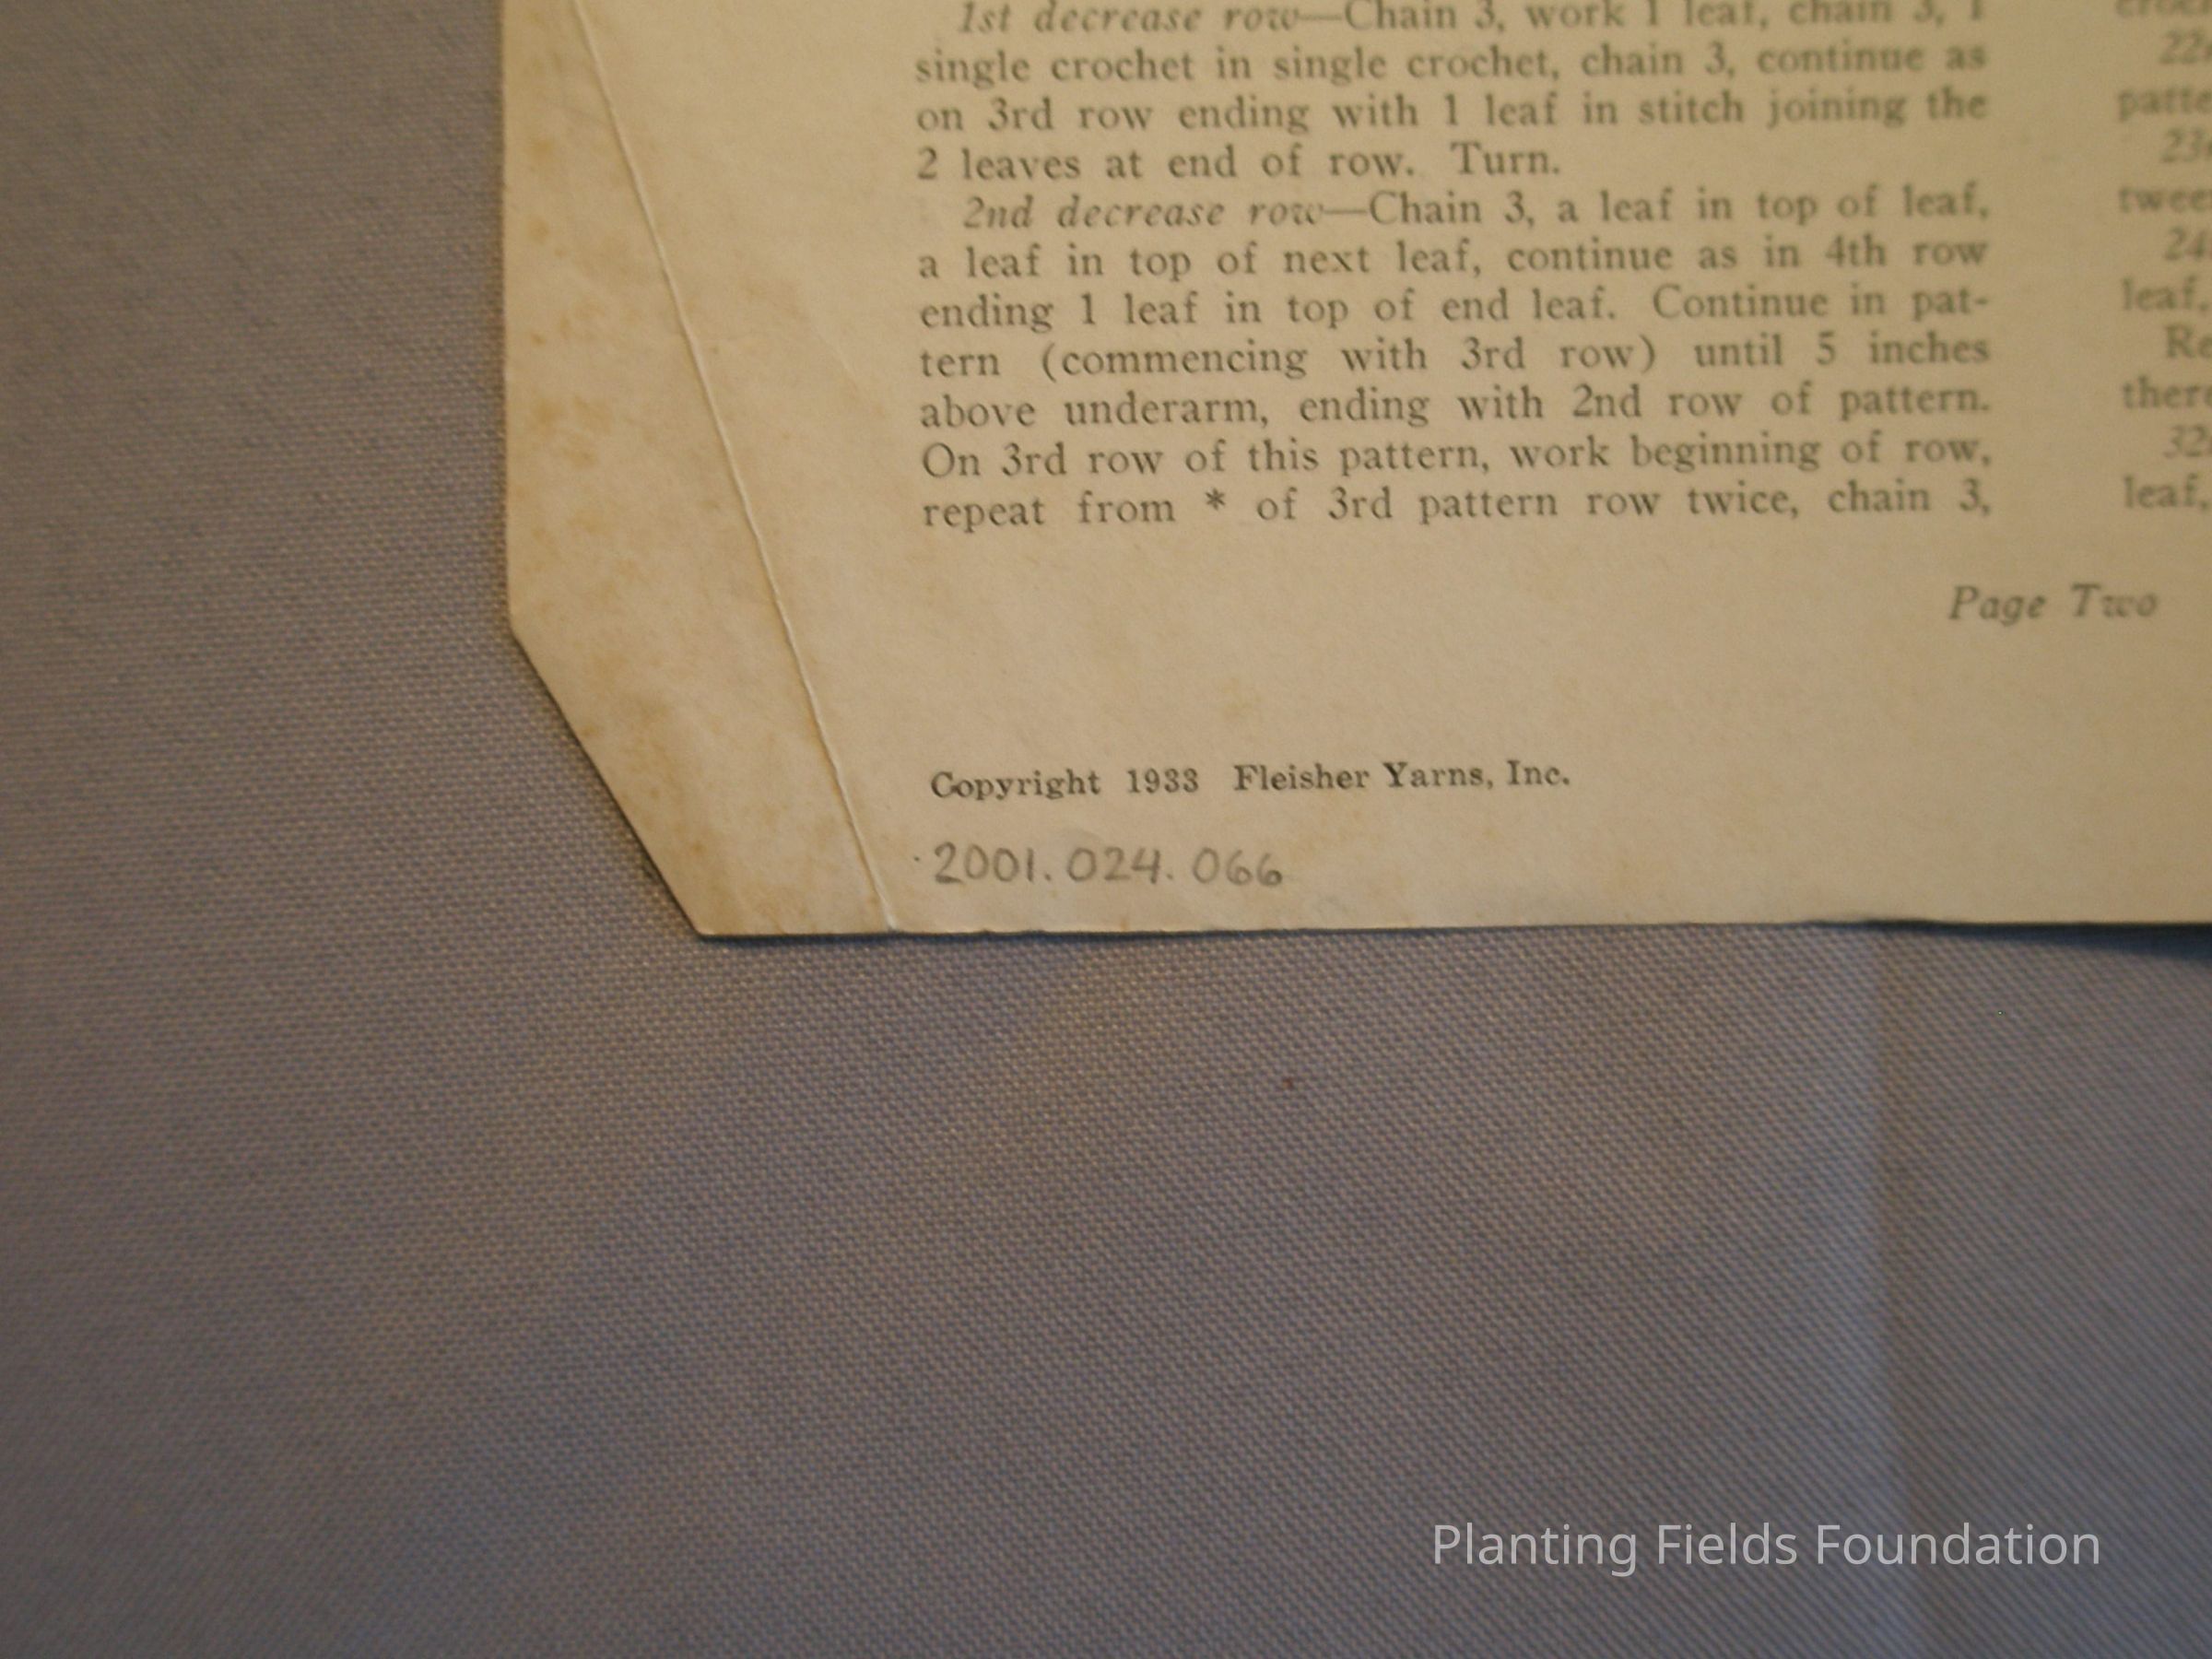 1st decrease row—Chain 3, work 1 leaf, chain 3, 1
single crochet in single crochet, chain 3, continue as
on 3rd row ending with 1 leaf in stitch joining the
2 leaves at end of row. Turn.
2nd decrease row—Chain 3, a leaf in top of leaf,
a leaf in top of next leaf, continue as in 4th row
ending 1 leaf in top of end leaf. Continue in pat-
tern (commencing with 3rd row) until 5 inches
above underarm, ending with 2nd row of pattern.
On 3rd row of this pattern, work beginning of row,
repeat from * of 3rd pattern row twice, chain 3,
leaf,
leaf,
Page Two
Copyright 1933 Fleisher Yarns, Inc.
2001.024.066
Planting Fields Foundation